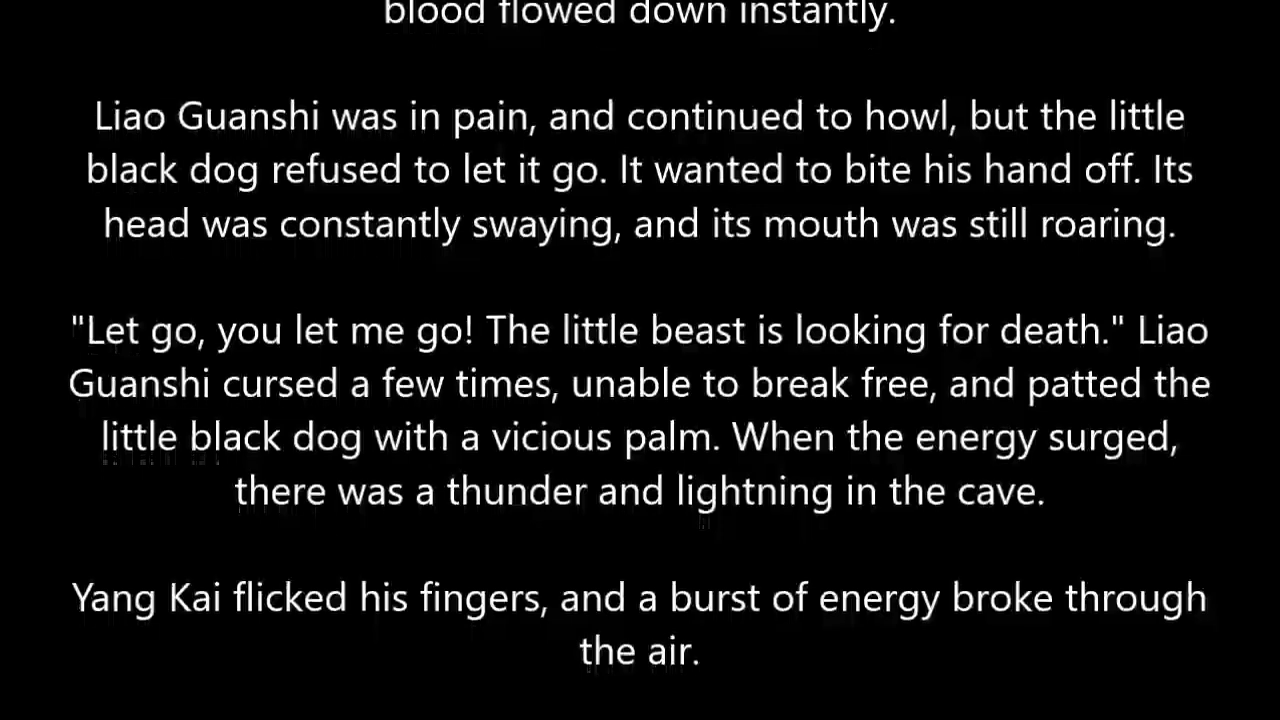 blood flowed down instantly.
Liao Guanshi was in pain, and continued to howl, but the little
black dog refused to let it go. It wanted to bite his hand off. Its
head was constantly swaying, and its mouth was still roaring.
"Let go, you let me go! The little beast is looking for death." Liao
Guanshi cursed a few times, unable to break free, and patted the
little black dog with a vicious palm. When the energy surged,
there was a thunder and lightning in the cave.
Yang Kai flicked his fingers, and a burst of energy broke through
the air.